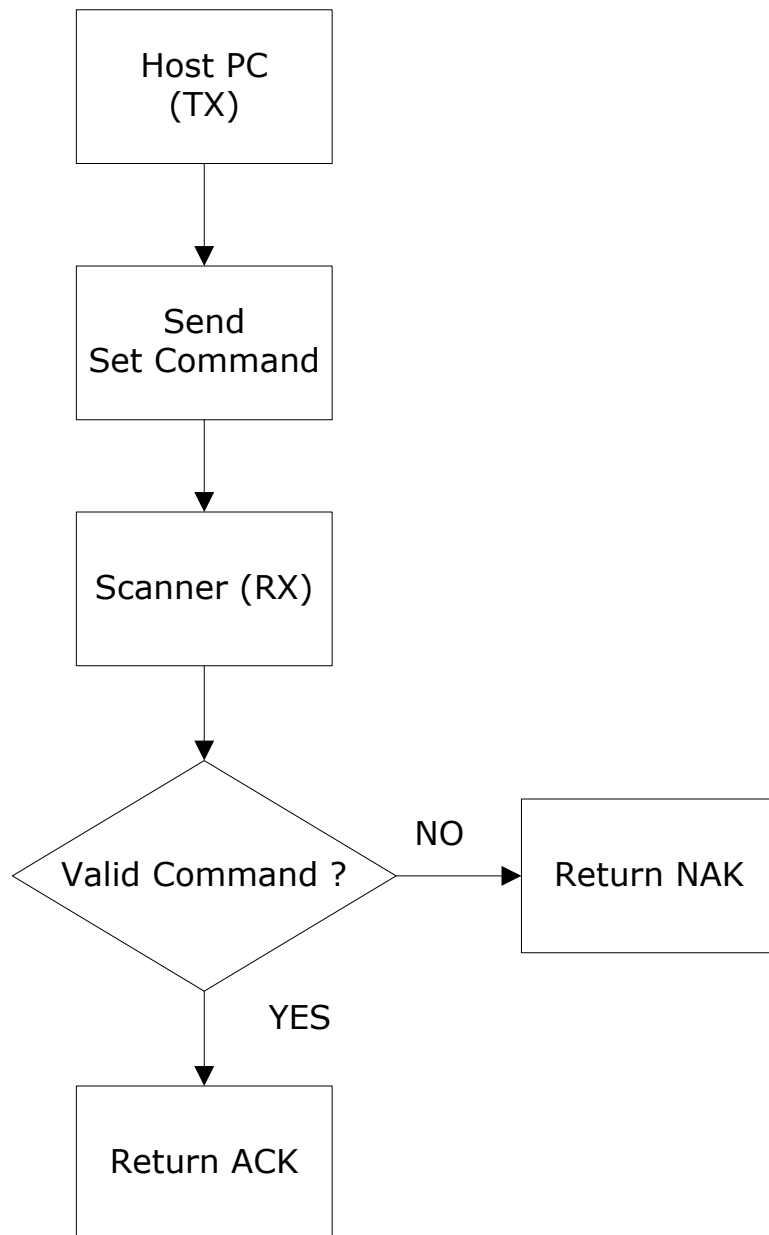 Host PC
(TX)
Send
Set Command
Scanner (RX)
Valid Command ?
NO
Return NAK
YES
Return ACK